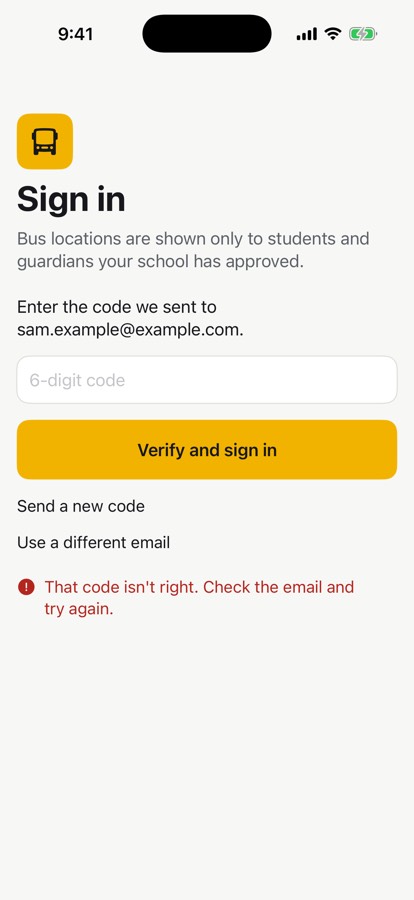 9:41
Sign in
Bus locations are shown only to students and
guardians your school has approved.
Enter the code we sent to
sam.example@example.com.
6-digit code
Verify and sign in
Send a new code
Use a different email
That code isn't right. Check the email and
try again.